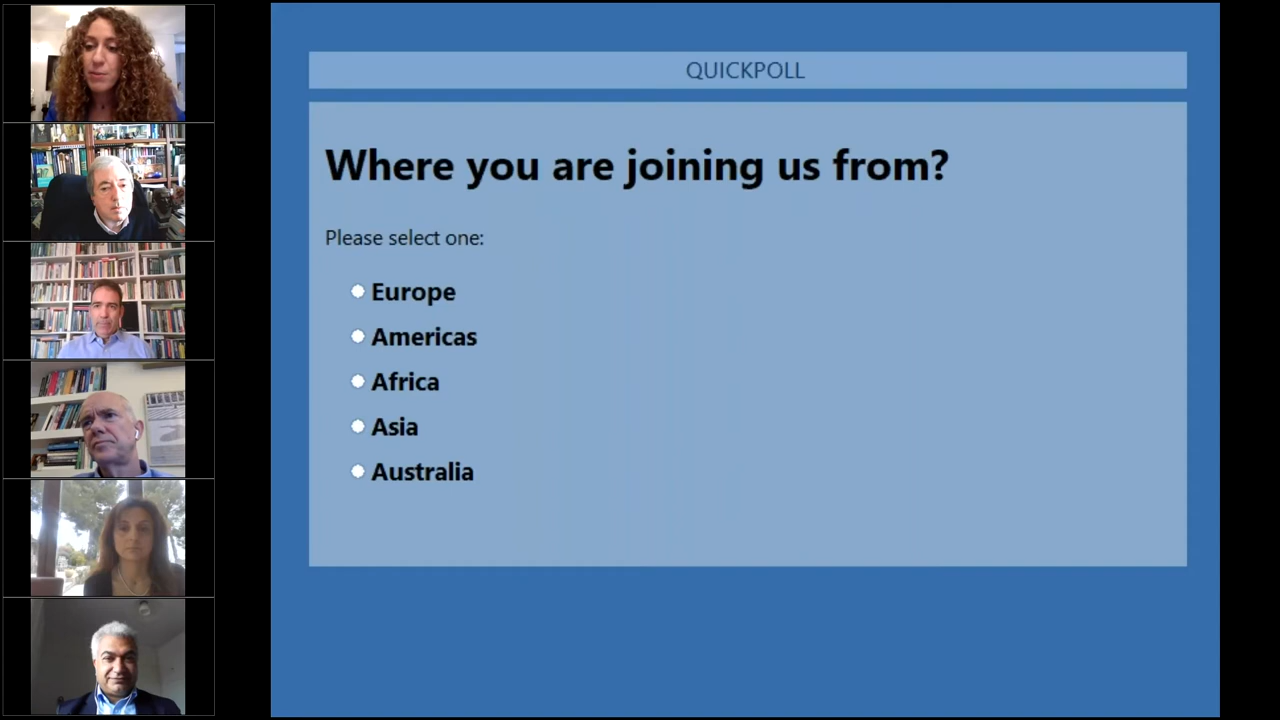 QUICKPOLL
Where you are joining us from?
Please select one:
Europe
Americas
Africa
Asia
Australia